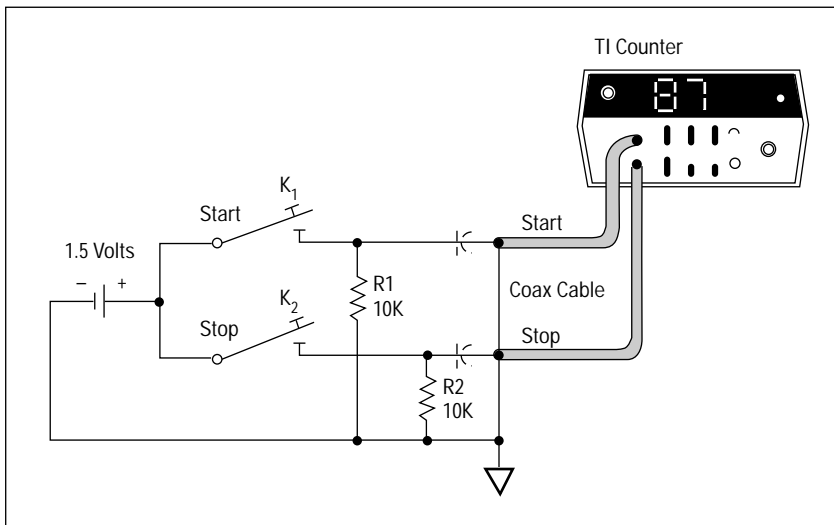 TI Counter
87
K1
Start
Start
1.5 Volts
− +
R1
10K
Coax Cable
K2
Stop
Stop
R2
10K